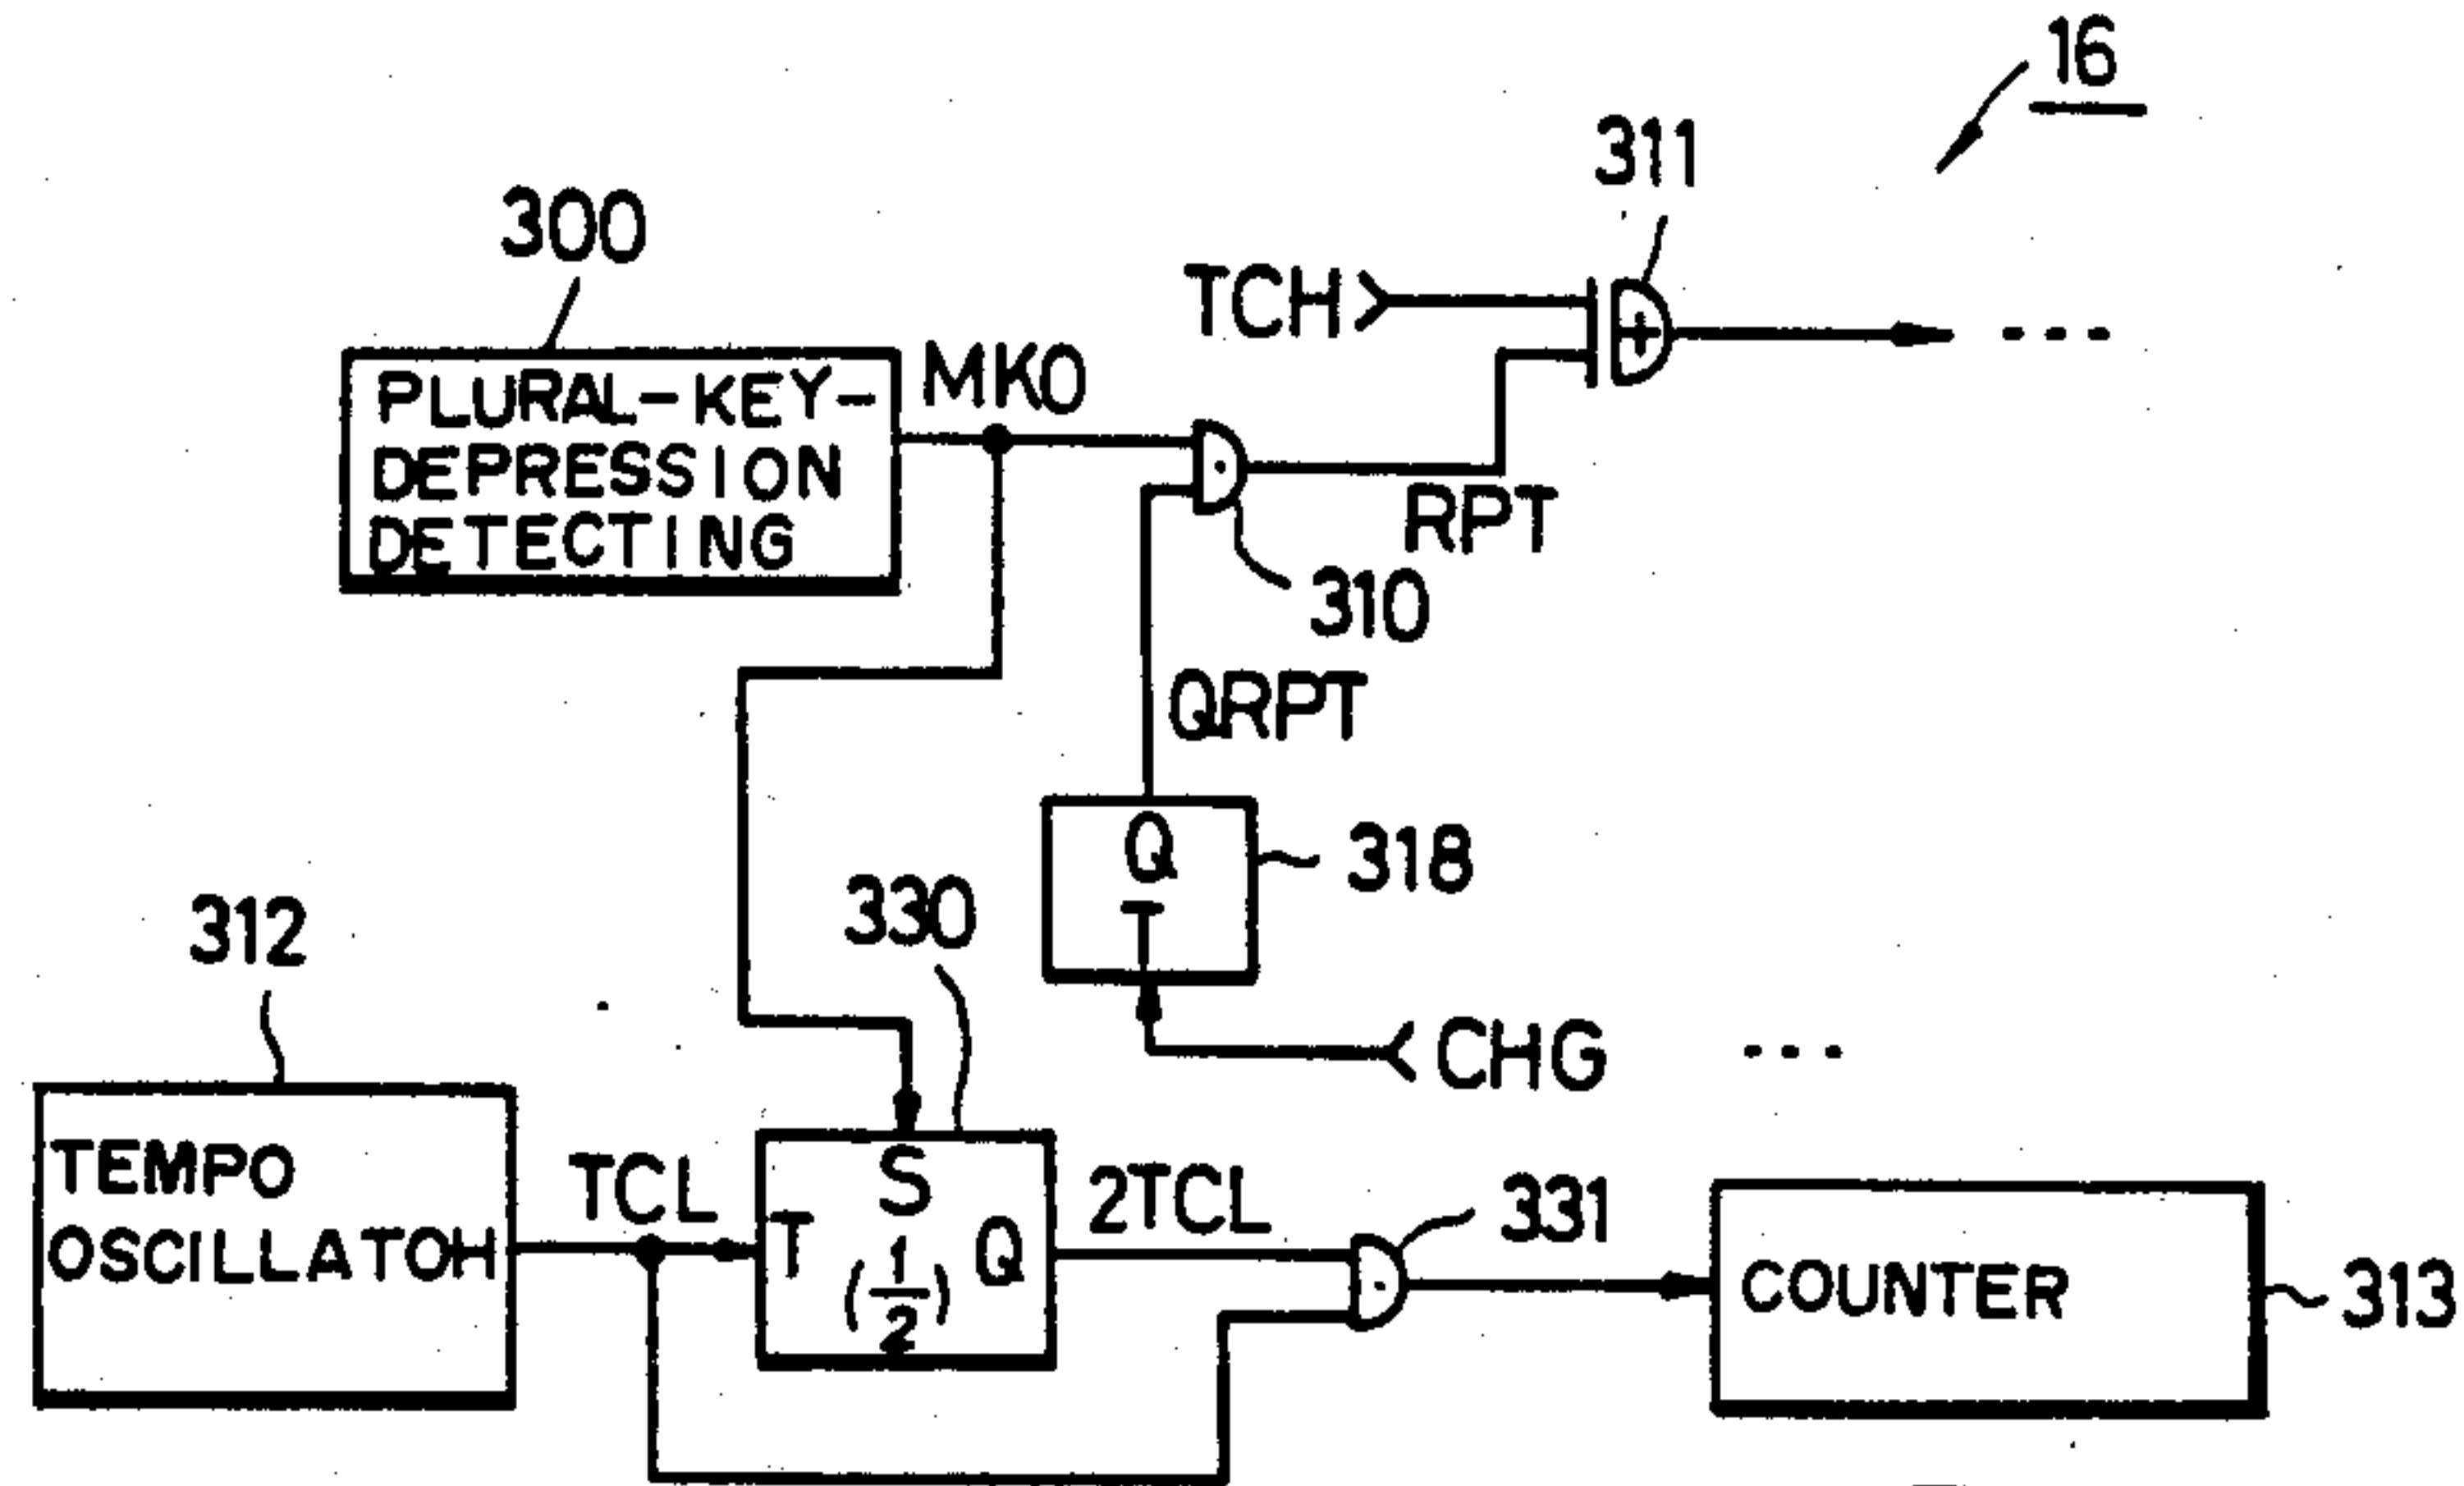 16
311
300
TCH
PLURAL-KEY-
DEPRESSION
DETECTING
MKO
RPT
310
QRPT
Q
T
318
330
312
CHG
...
...
TEMPO
OSCILLATOH
TCL
S
T
Q
(1/2)
2TCL
331
COUNTER
313